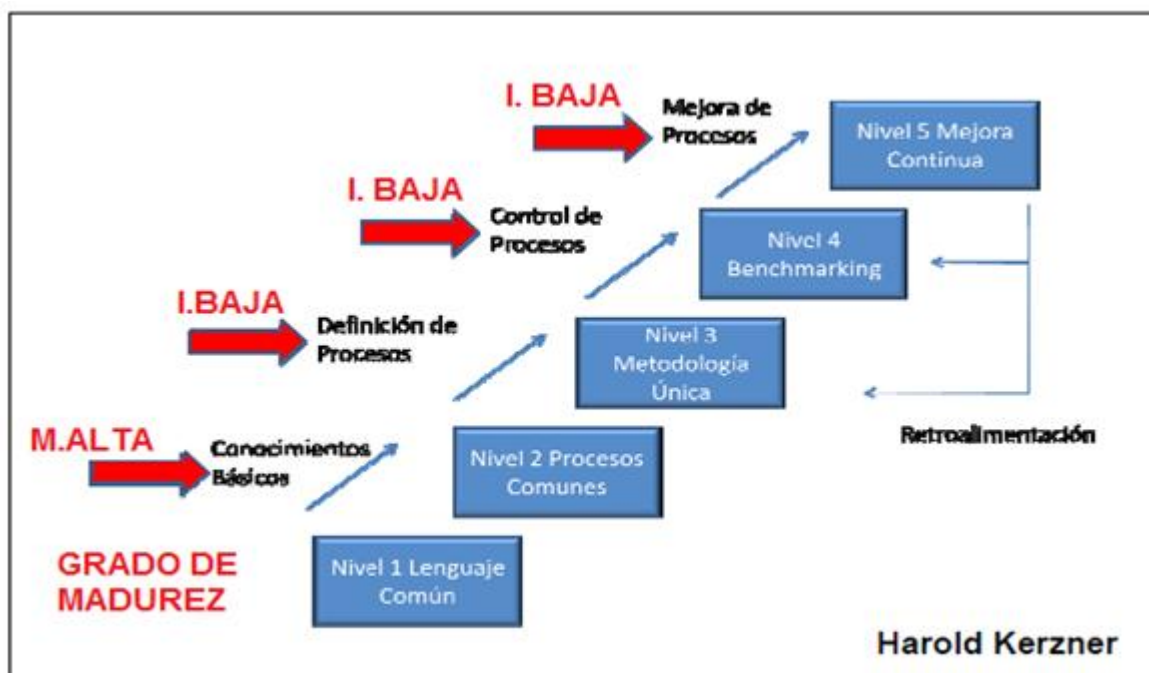 I. BAJA
Mejora de
Procesos
Nivel 5 Mejora
Continua
I. BAJA
Control de
Procesos
Nivel 4
Benchmarking
I.BAJA
Definición de
Procesos
Nivel 3
Metodología
Única
M.ALTA
Conocimientos
Básicos
Nivel 2 Procesos
Comunes
Retroalimentación
GRADO DE
MADUREZ
Nivel 1 Lenguaje
Común
Harold Kerzner